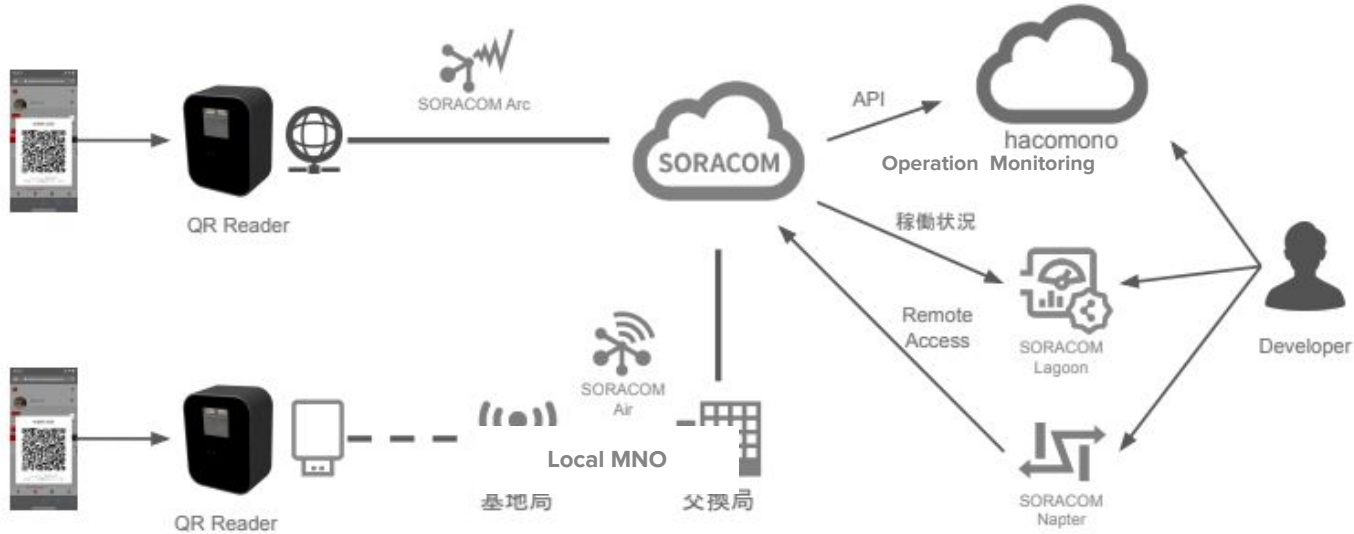 SORACOM Arc
QR Reader
SORACOM
API
hacomono
Operation Monitoring
稼働状況
Remote
Access
SORACOM
Lagoon
Developer
SORACOM
Air
Local MNO
基地局
交換局
QR Reader
SORACOM
Napter